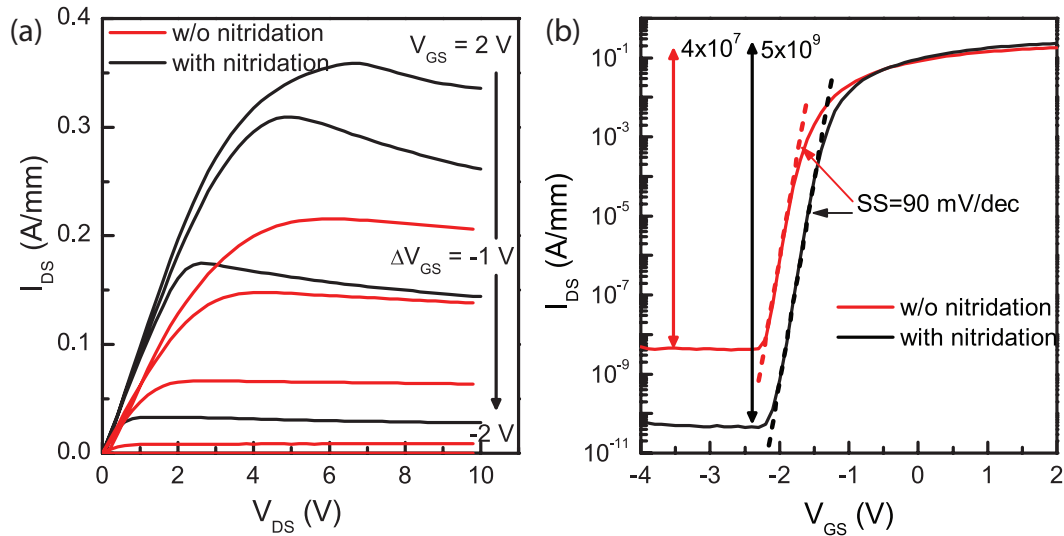 (a)
w/o nitridation
with nitridation
V_GS = 2 V
ΔV_GS = -1 V
-2 V
0.4
0.3
0.2
0.1
0.0
0 2 4 6 8 10
I_DS (A/mm)
V_DS (V)
(b)
4x10^7
5x10^9
SS=90 mV/dec
w/o nitridation
with nitridation
10^-1
10^-3
10^-5
10^-7
10^-9
10^-11
-4 -3 -2 -1 0 1 2
I_DS (A/mm)
V_GS (V)